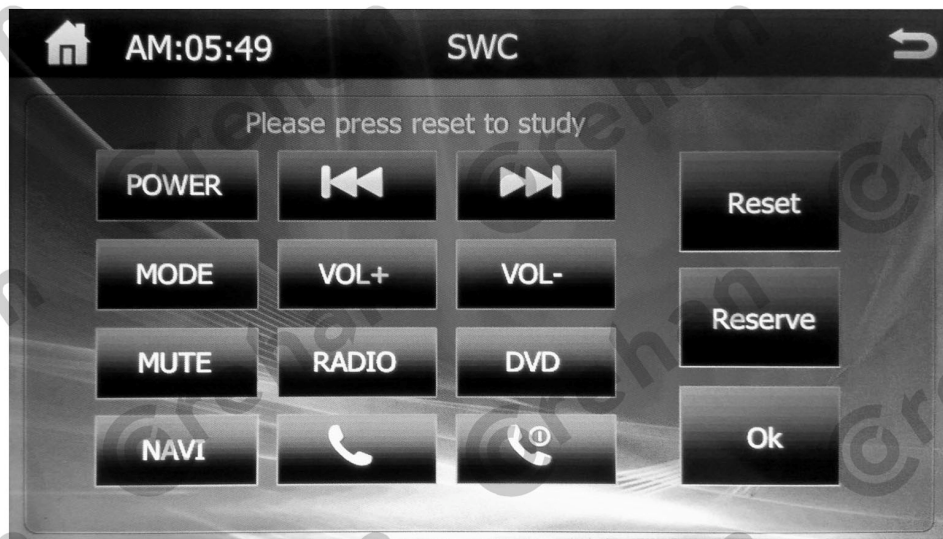 AM:05:49 SWC
Please press reset to study
POWER
Reset
MODE VOL+ VOL-
Reserve
MUTE RADIO DVD
NAVI
Ok
Corehan